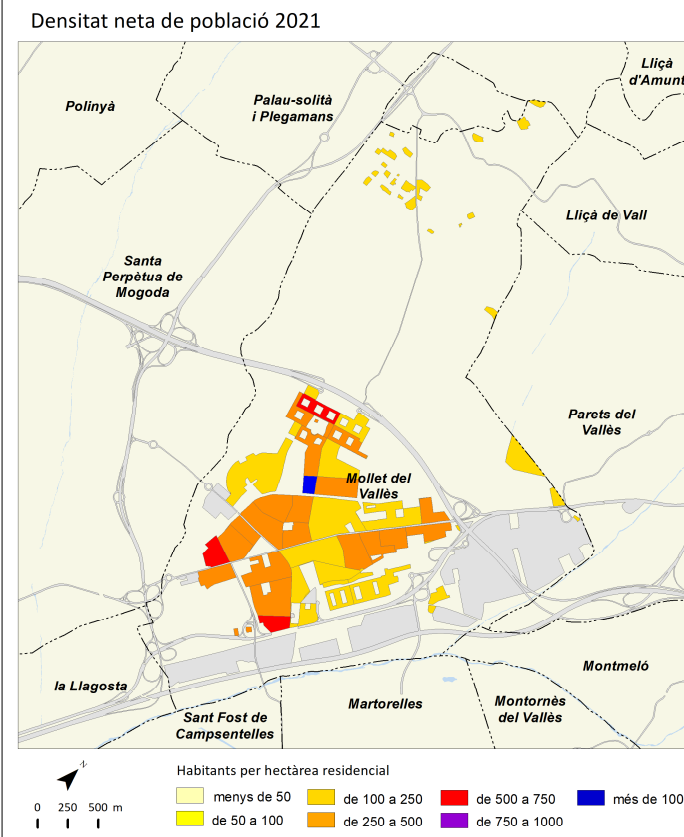 Densitat neta de població 2021
Lliçà
d'Amunt
Polinyà
Palau-solità
i Plegamans
Lliçà de Vall
Santa
Perpètua de
Mogoda
Parets del
Vallès
Mollet del
Vallès
la Llagosta
Montmeló
Martorelles
Montornès
del Vallès
Sant Fost de
Campsentelles
N
0 250 500 m
Habitants per hectàrea residencial
menys de 50
de 50 a 100
de 100 a 250
de 250 a 500
de 500 a 750
de 750 a 1000
més de 100